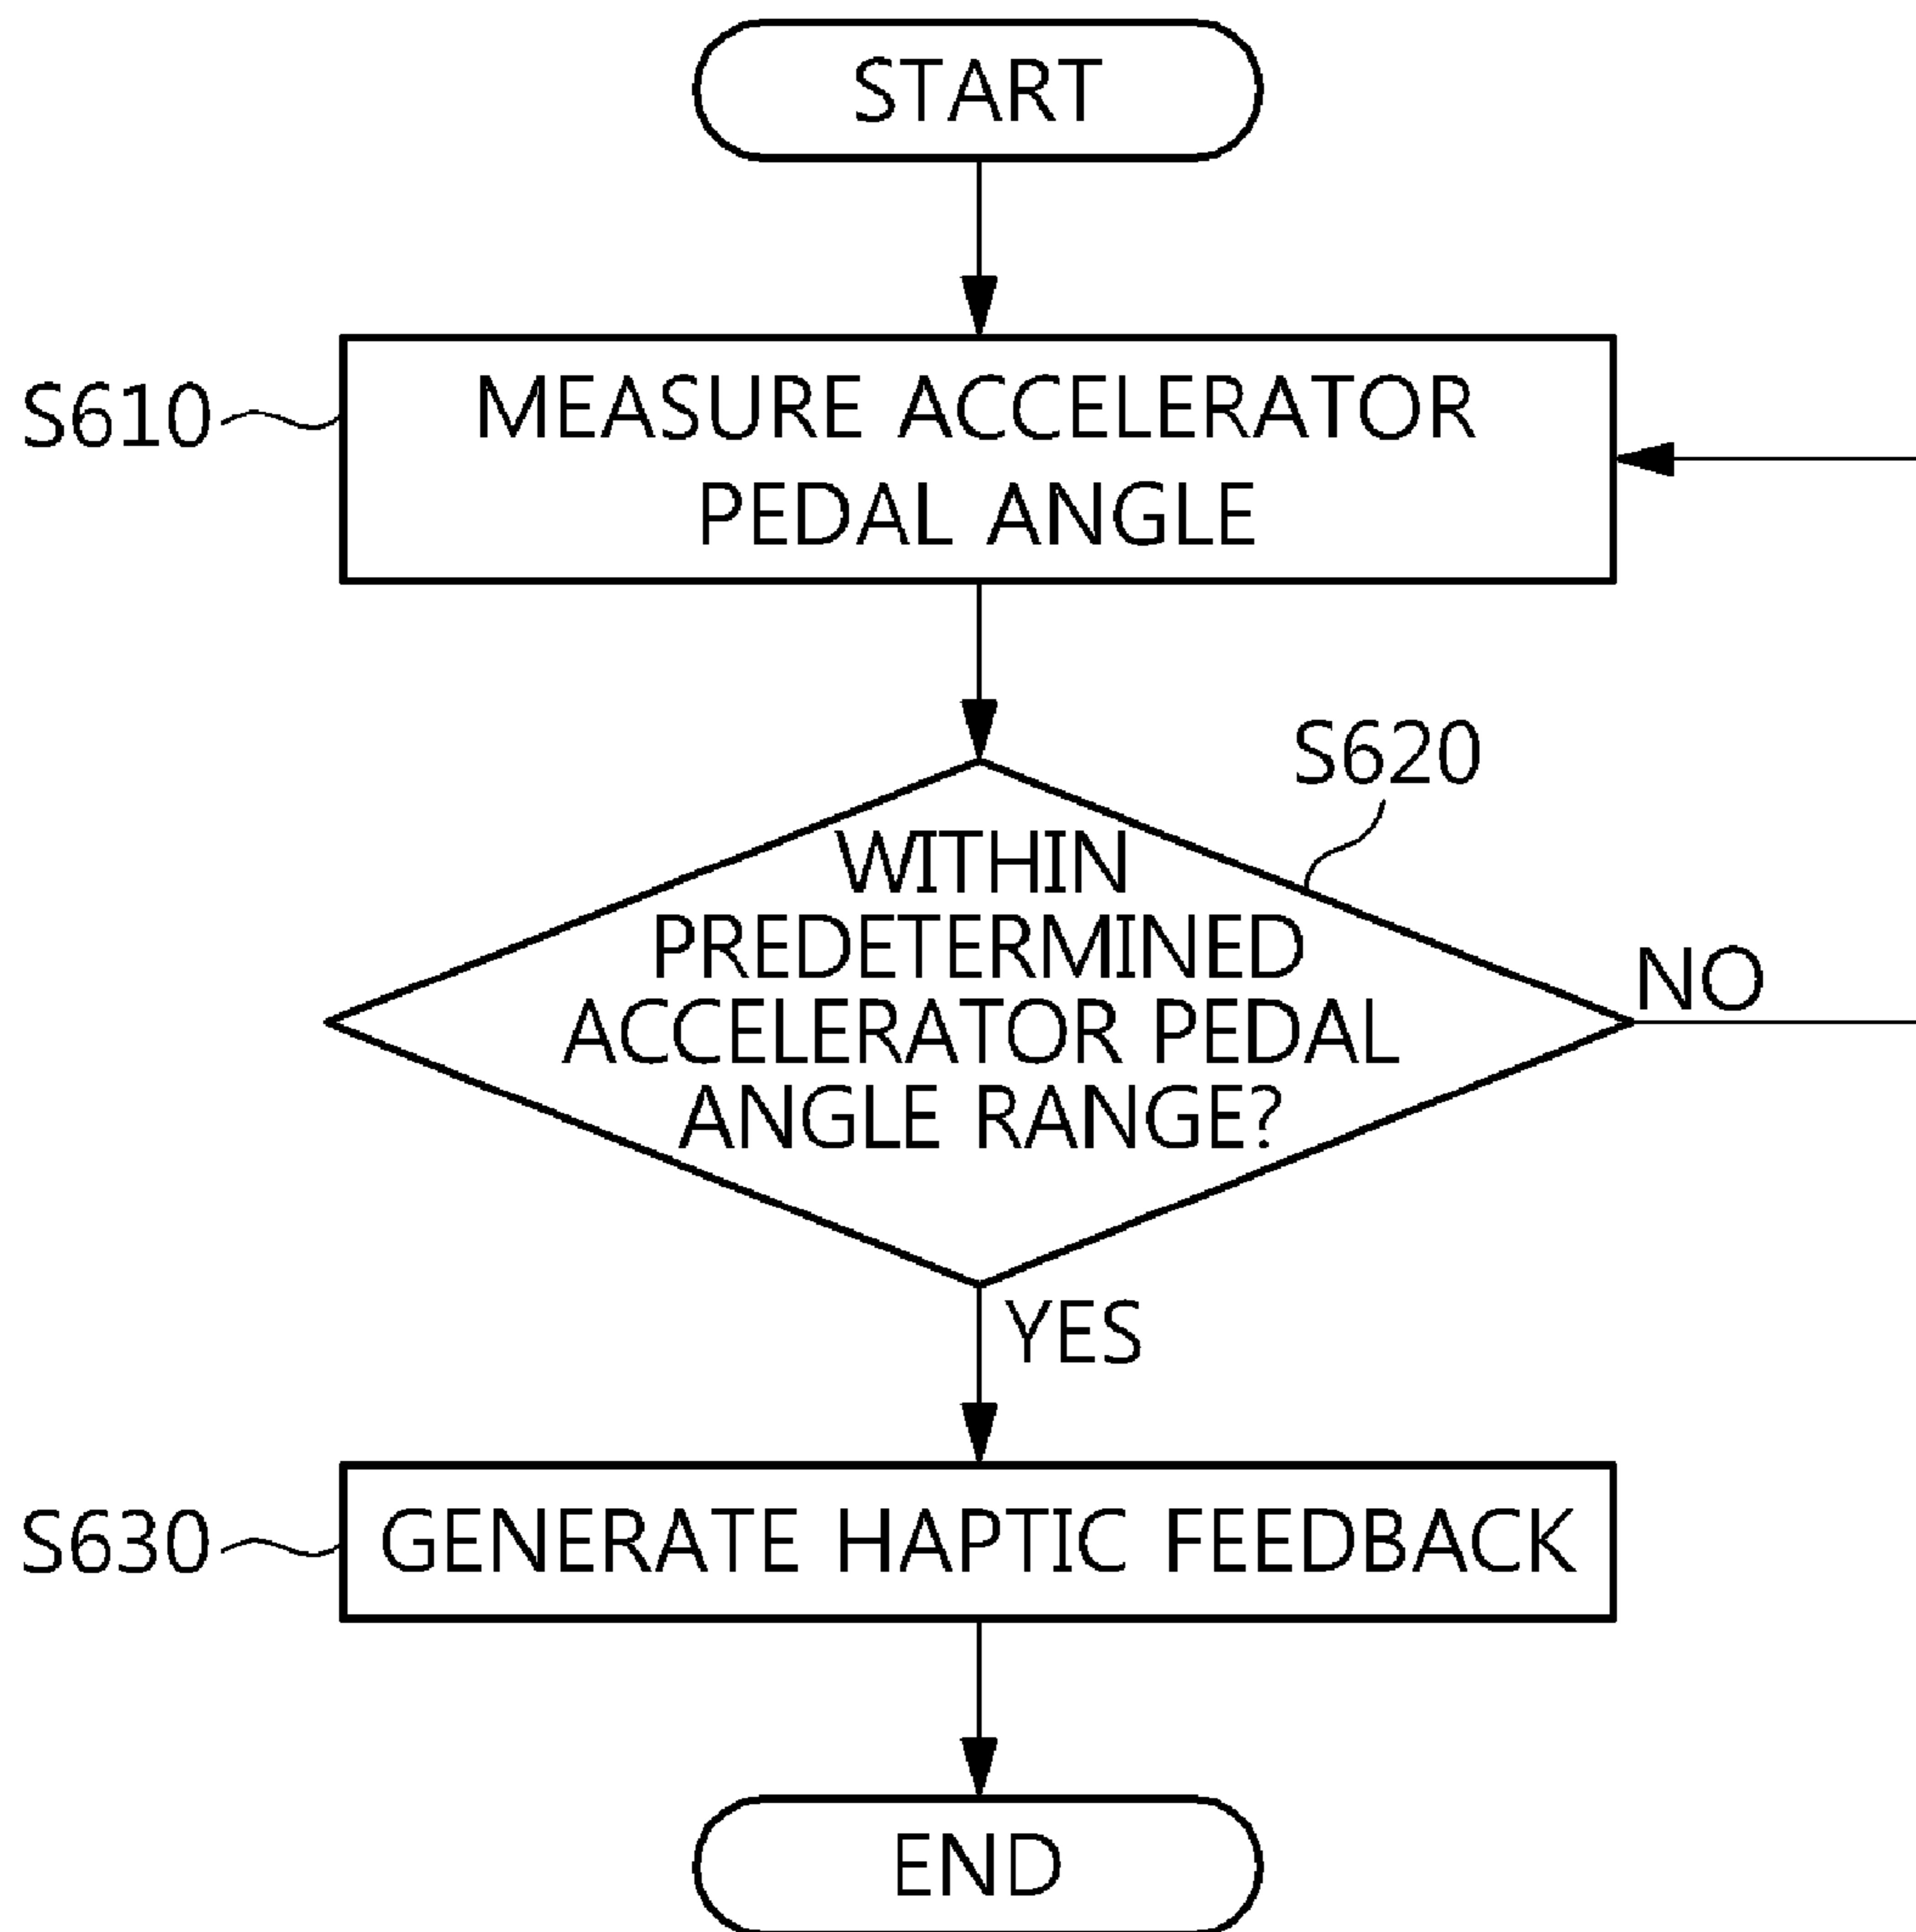 START
S610
MEASURE ACCELERATOR
PEDAL ANGLE
S620
WITHIN
PREDETERMINED
ACCELERATOR PEDAL
ANGLE RANGE?
NO
YES
S630
GENERATE HAPTIC FEEDBACK
END